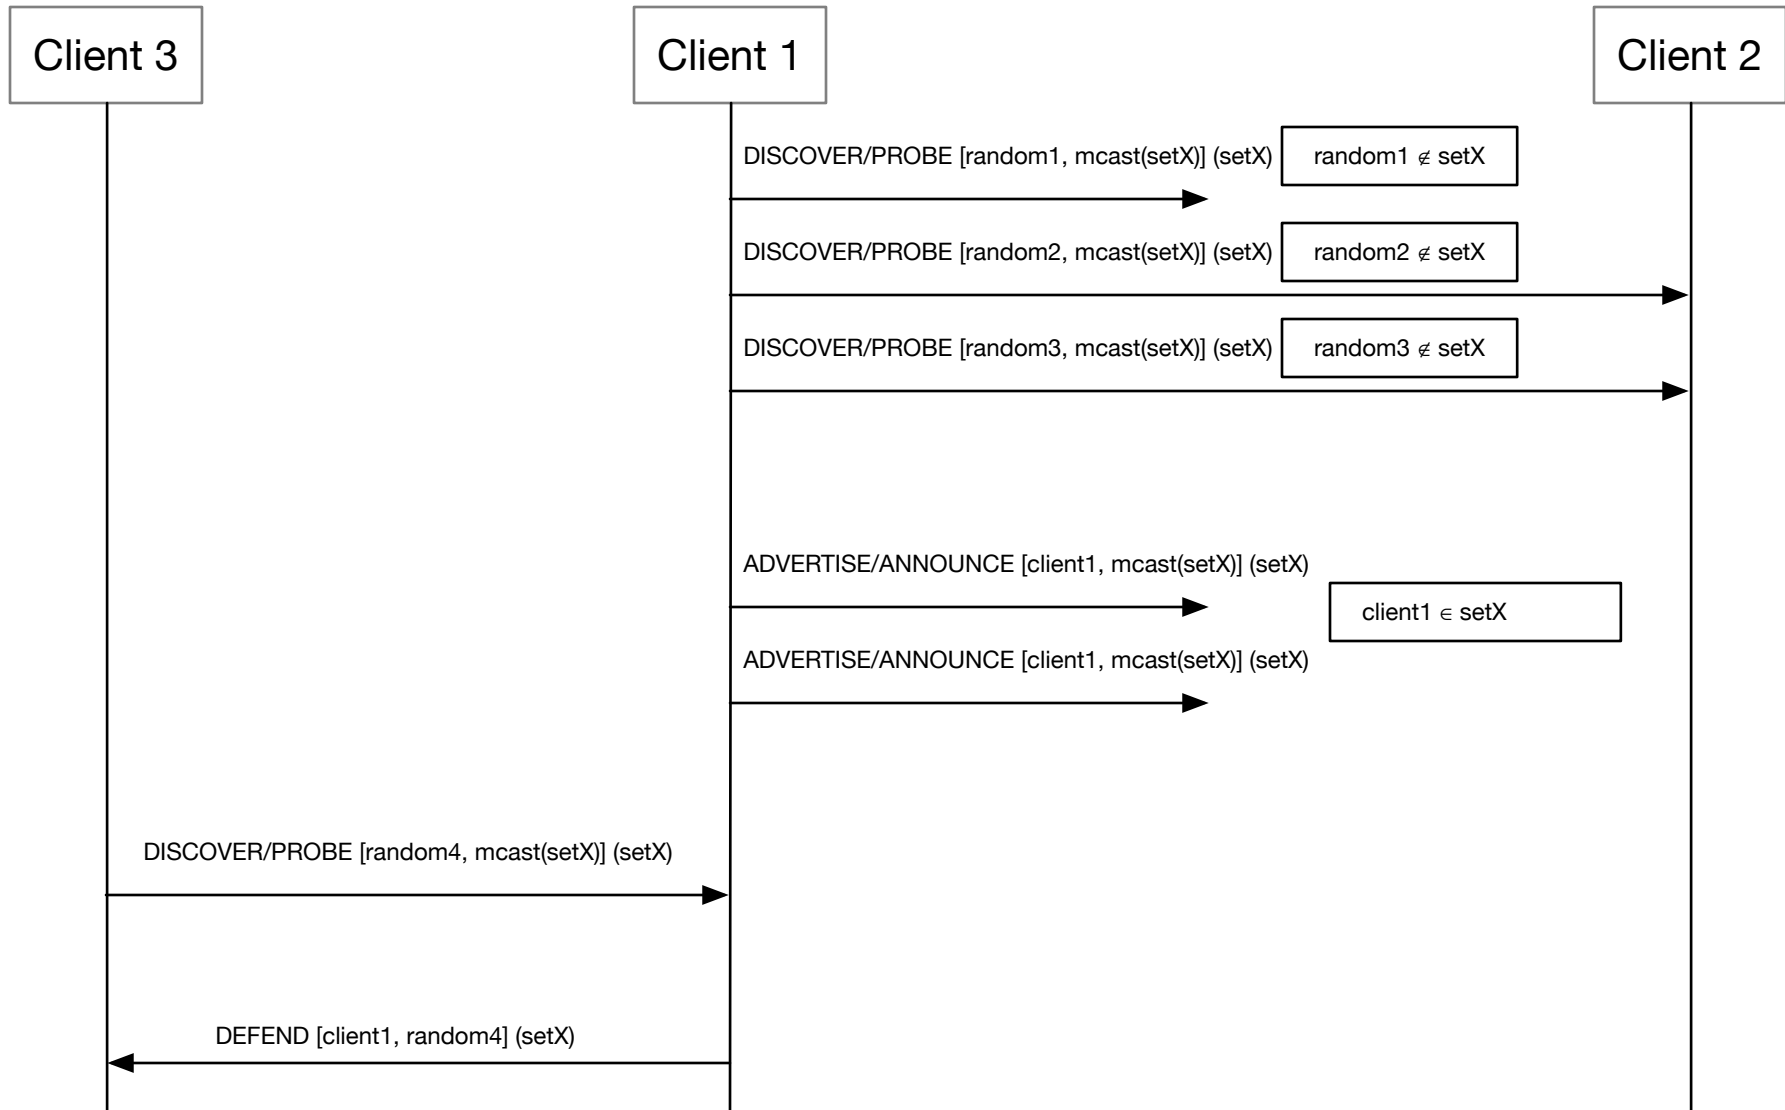 Client 3
Client 1
Client 2
DISCOVER/PROBE [random1, mcast(setX)] (setX)
random1 ∉ setX
DISCOVER/PROBE [random2, mcast(setX)] (setX)
random2 ∉ setX
DISCOVER/PROBE [random3, mcast(setX)] (setX)
random3 ∉ setX
ADVERTISE/ANNOUNCE [client1, mcast(setX)] (setX)
client1 ∈ setX
ADVERTISE/ANNOUNCE [client1, mcast(setX)] (setX)
DISCOVER/PROBE [random4, mcast(setX)] (setX)
DEFEND [client1, random4] (setX)